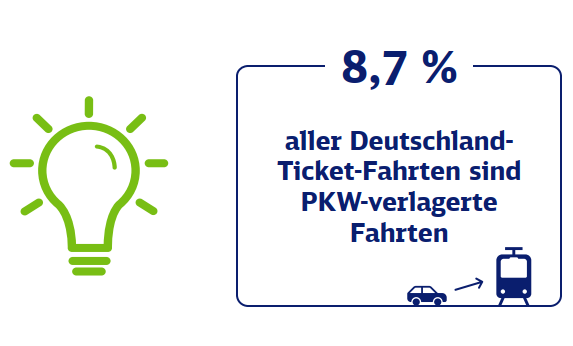 8,7 %
aller Deutschland-
Ticket-Fahrten sind
PKW-verlagerte
Fahrten